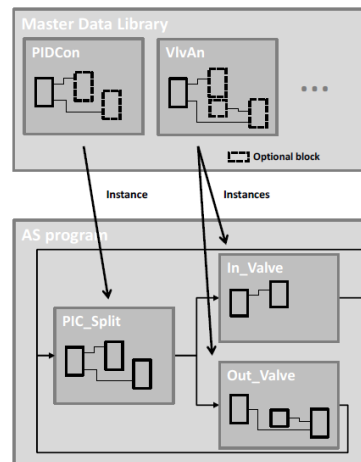 Master Data Library
PIDCon
VlvAn
Optional block
Instance
Instances
AS program
In_Valve
PIC_Split
Out_Valve